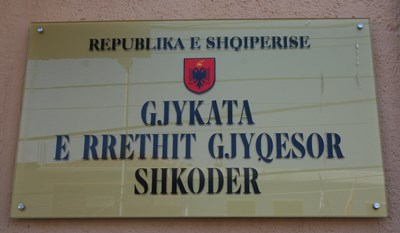 REPUBLIKA E SHQIPERISE
GJYKATA
E RRETHIT GJYQESOR
SHKODER